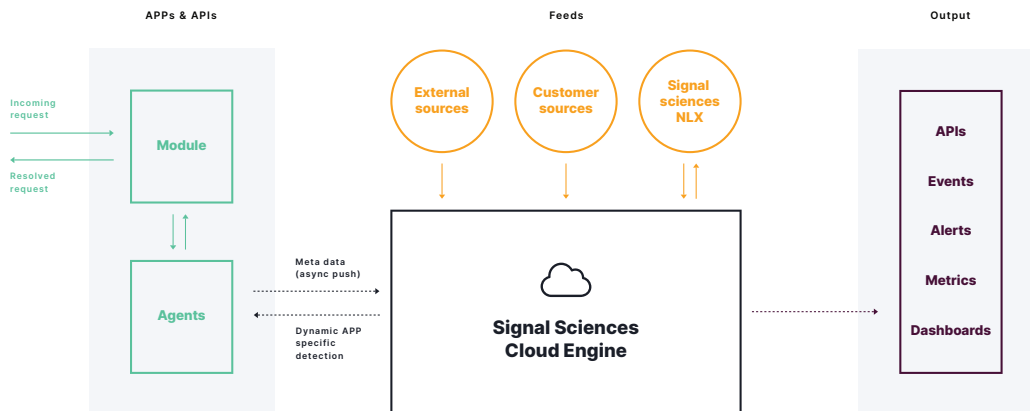 APPs & APIs
Feeds
Output
Incoming
request
Resolved
request
Module
Agents
Meta data
(async push)
Dynamic APP
specific
detection
External
sources
Customer
sources
Signal
sciences
NLX
Signal Sciences
Cloud Engine
APIs
Events
Alerts
Metrics
Dashboards